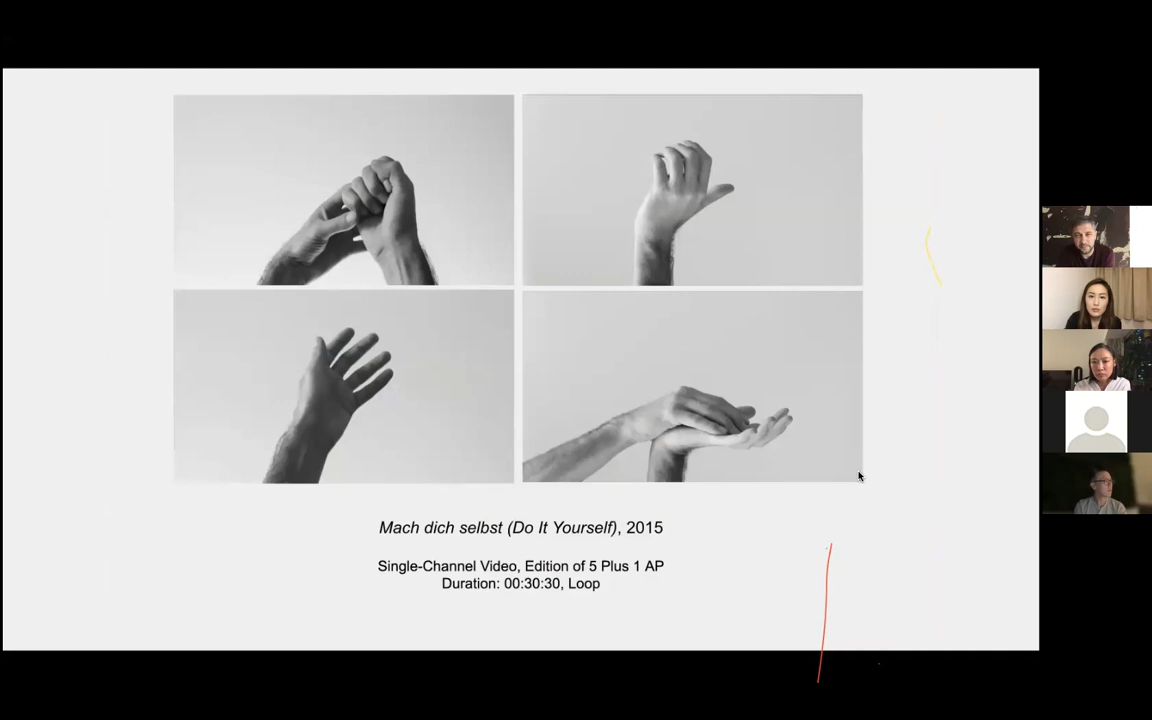 Mach dich selbst (Do It Yourself), 2015
Single-Channel Video, Edition of 5 Plus 1 AP
Duration: 00:30:30, Loop